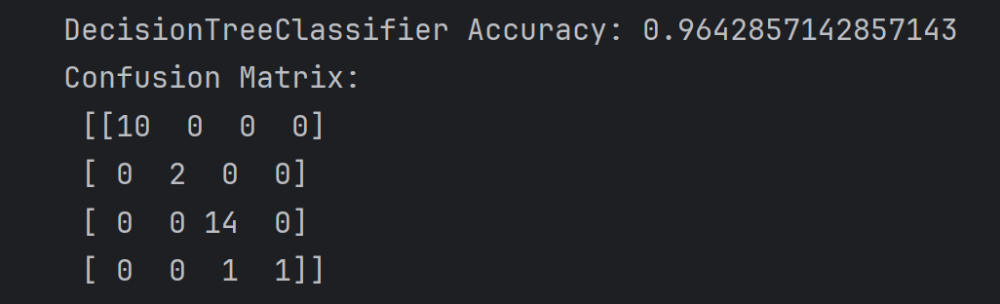 DecisionTreeClassifier Accuracy: 0.9642857142857143
Confusion Matrix:
 [[10  0  0  0]
 [ 0  2  0  0]
 [ 0  0 14  0]
 [ 0  0  1  1]]